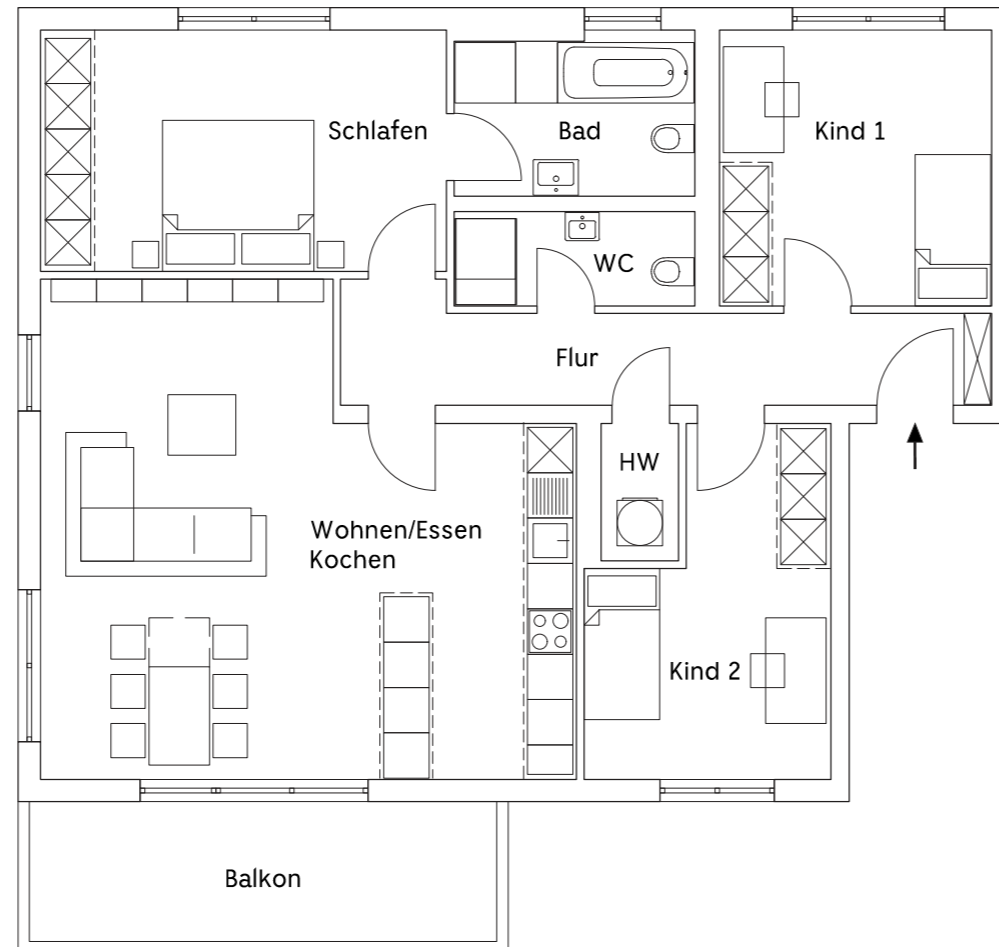 Schlafen
Bad
Kind 1
WC
Flur
HW
Wohnen/Essen
Kochen
Kind 2
Balkon